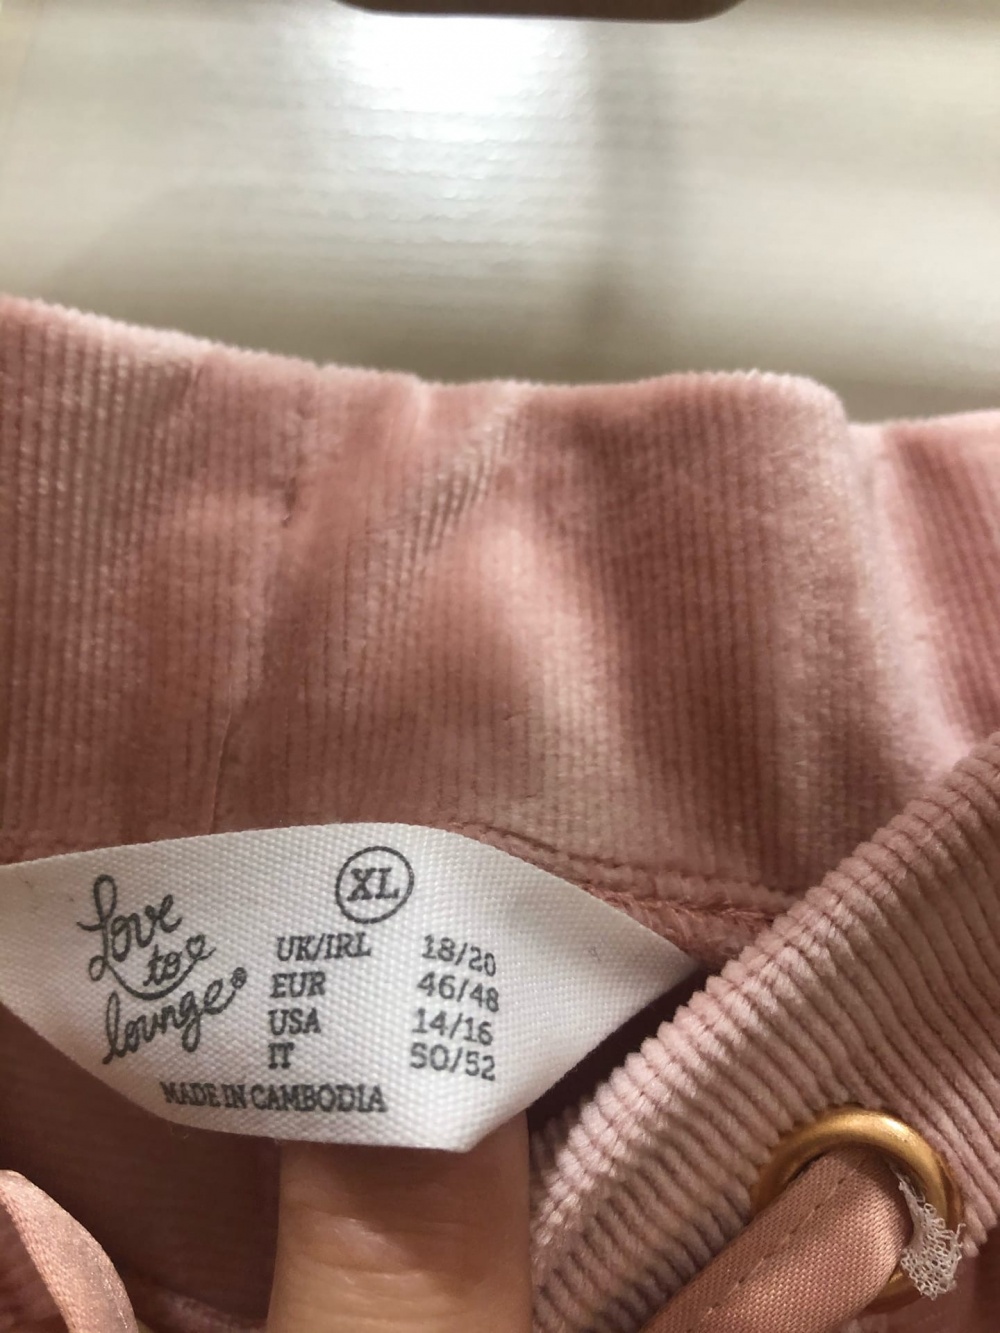 Love
to
lounge®
XL
UK/IRL 18/20
EUR 46/48
USA 14/16
IT 50/52
MADE IN CAMBODIA